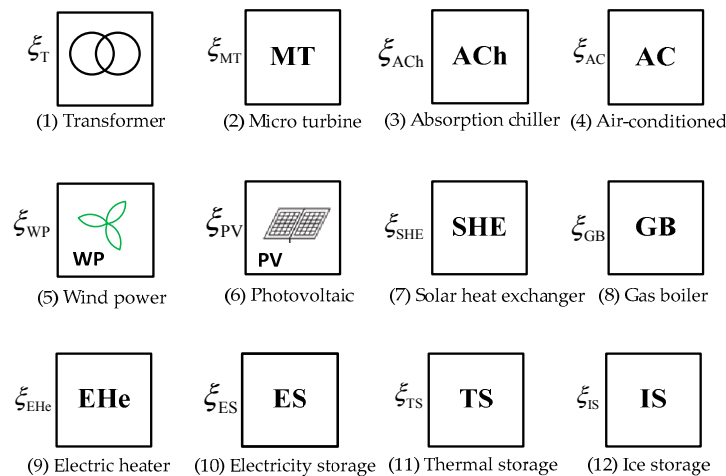 ξT MT ξMT ACh ξACh AC ξAC
(1) Transformer (2) Micro turbine (3) Absorption chiller (4) Air-conditioned
ξWP WP ξPV PV ξSHE SHE ξGB GB
(5) Wind power (6) Photovoltaic (7) Solar heat exchanger (8) Gas boiler
ξEHe EHe ξES ES ξTS TS ξIS IS
(9) Electric heater (10) Electricity storage (11) Thermal storage (12) Ice storage